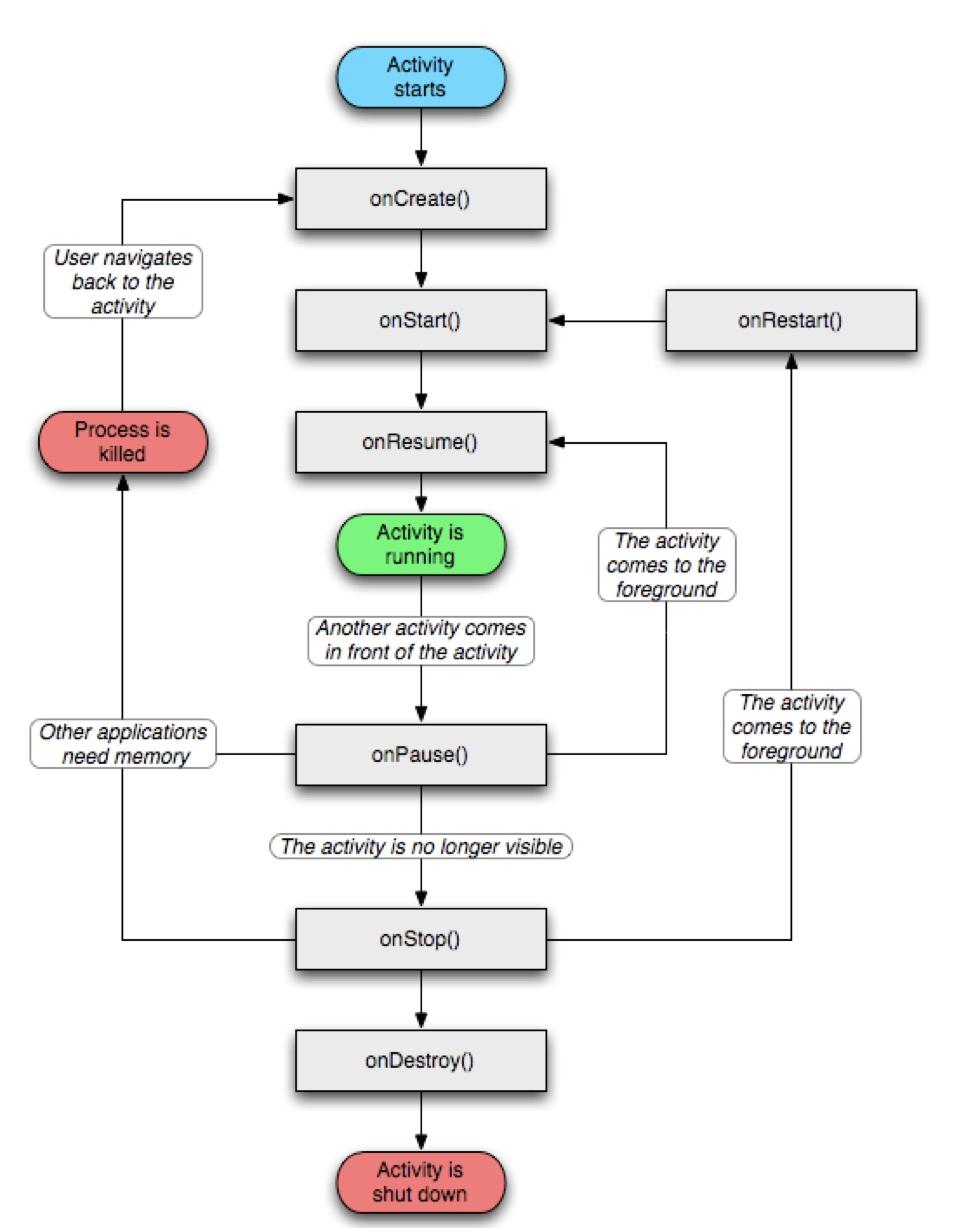 Activity
starts
onCreate()
User navigates
back to the
activity
onStart()
onRestart()
Process is
killed
onResume()
Activity is
running
The activity
comes to the
foreground
Another activity comes
in front of the activity
Other applications
need memory
onPause()
The activity
comes to the
foreground
The activity is no longer visible
onStop()
onDestroy()
Activity is
shut down